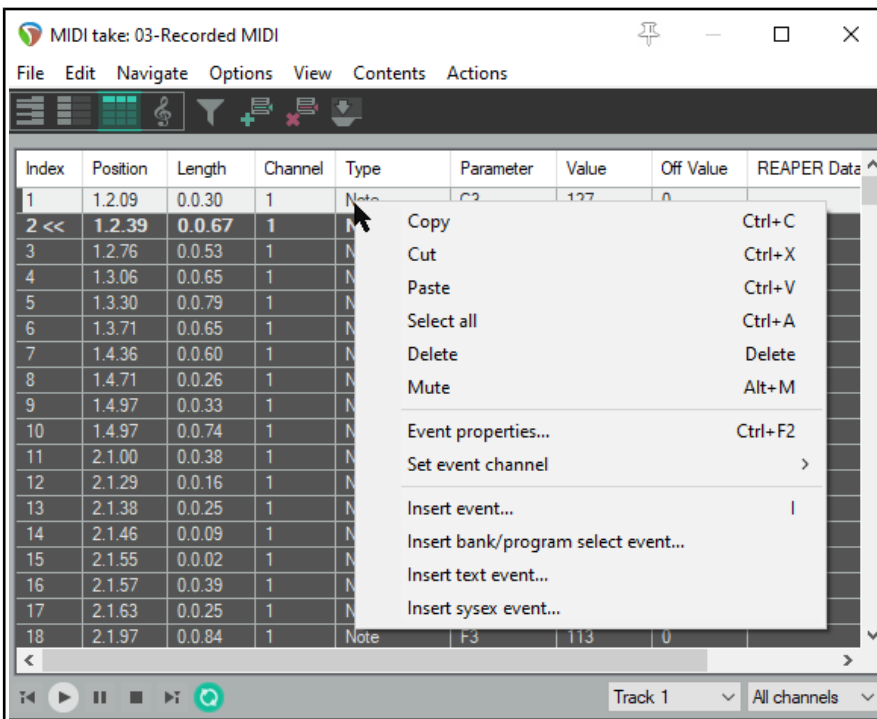 MIDI take: 03-Recorded MIDI
File Edit Navigate Options View Contents Actions
Index Position Length Channel Type Parameter Value Off Value REAPER Data
1 1.2.09 0.0.30 1 Note C3 127 0
2 << 1.2.39 0.0.67 1 N
3 1.2.76 0.0.53 1 N
4 1.3.06 0.0.65 1 N
5 1.3.30 0.0.79 1 N
6 1.3.71 0.0.65 1 N
7 1.4.36 0.0.60 1 N
8 1.4.71 0.0.26 1 N
9 1.4.97 0.0.33 1 N
10 1.4.97 0.0.74 1 N
11 2.1.00 0.0.38 1 N
12 2.1.29 0.0.16 1 N
13 2.1.38 0.0.25 1 N
14 2.1.46 0.0.09 1 N
15 2.1.55 0.0.02 1 N
16 2.1.57 0.0.39 1 N
17 2.1.63 0.0.25 1 N
18 2.1.97 0.0.84 1 Note F3 113 0
Copy Ctrl+C
Cut Ctrl+X
Paste Ctrl+V
Select all Ctrl+A
Delete Delete
Mute Alt+M
Event properties... Ctrl+F2
Set event channel >
Insert event... I
Insert bank/program select event...
Insert text event...
Insert sysex event...
Track 1 All channels